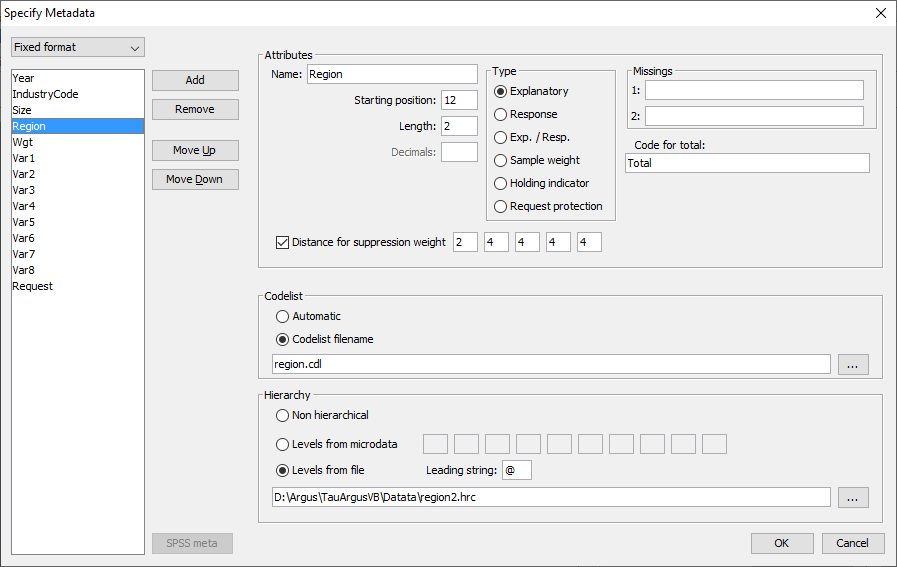 Specify Metadata
Fixed format
Year
IndustryCode
Size
Region
Wgt
Var1
Var2
Var3
Var4
Var5
Var6
Var7
Var8
Request
Add
Remove
Move Up
Move Down
SPSS meta
Attributes
Name: Region
Starting position: 12
Length: 2
Decimals:
Type
Explanatory
Response
Exp. / Resp.
Sample weight
Holding indicator
Request protection
Missings
1:
2:
Code for total:
Total
Distance for suppression weight 2 4 4 4 4
Codelist
Automatic
Codelist filename
region.cdl
...
Hierarchy
Non hierarchical
Levels from microdata
Levels from file Leading string: @
D:\Argus\TauArgusVB\Datata\region2.hrc
...
OK Cancel